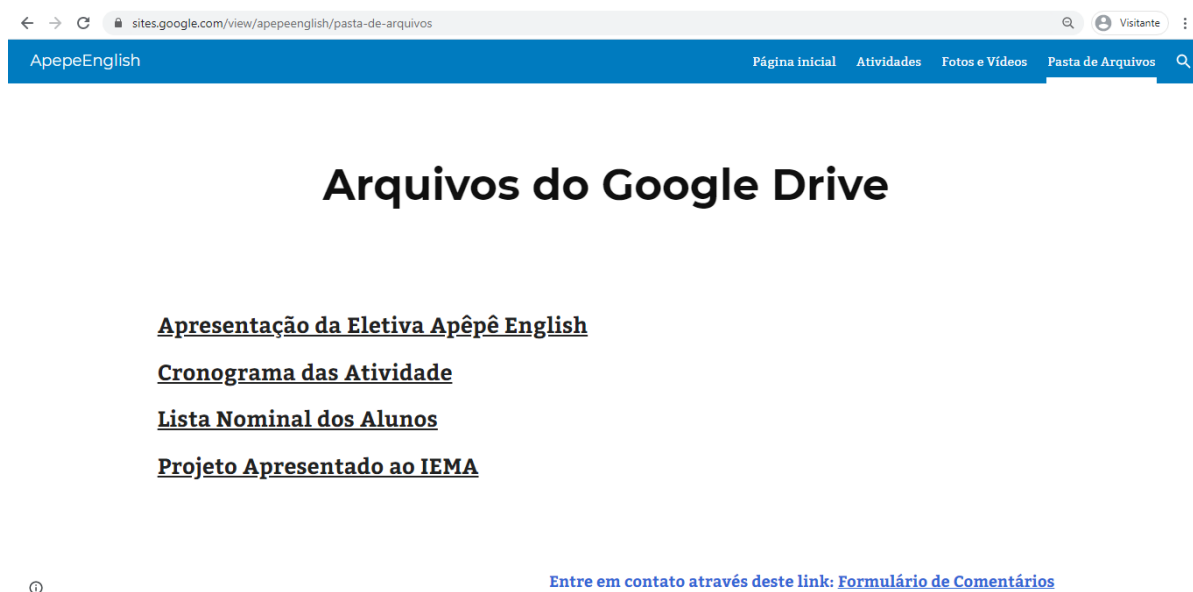 sites.google.com/view/apepeenglish/pasta-de-arquivos Visitante
ApepeEnglish Página inicial Atividades Fotos e Vídeos Pasta de Arquivos
Arquivos do Google Drive
Apresentação da Eletiva Apêpê English
Cronograma das Atividade
Lista Nominal dos Alunos
Projeto Apresentado ao IEMA
Entre em contato através deste link: Formulário de Comentários